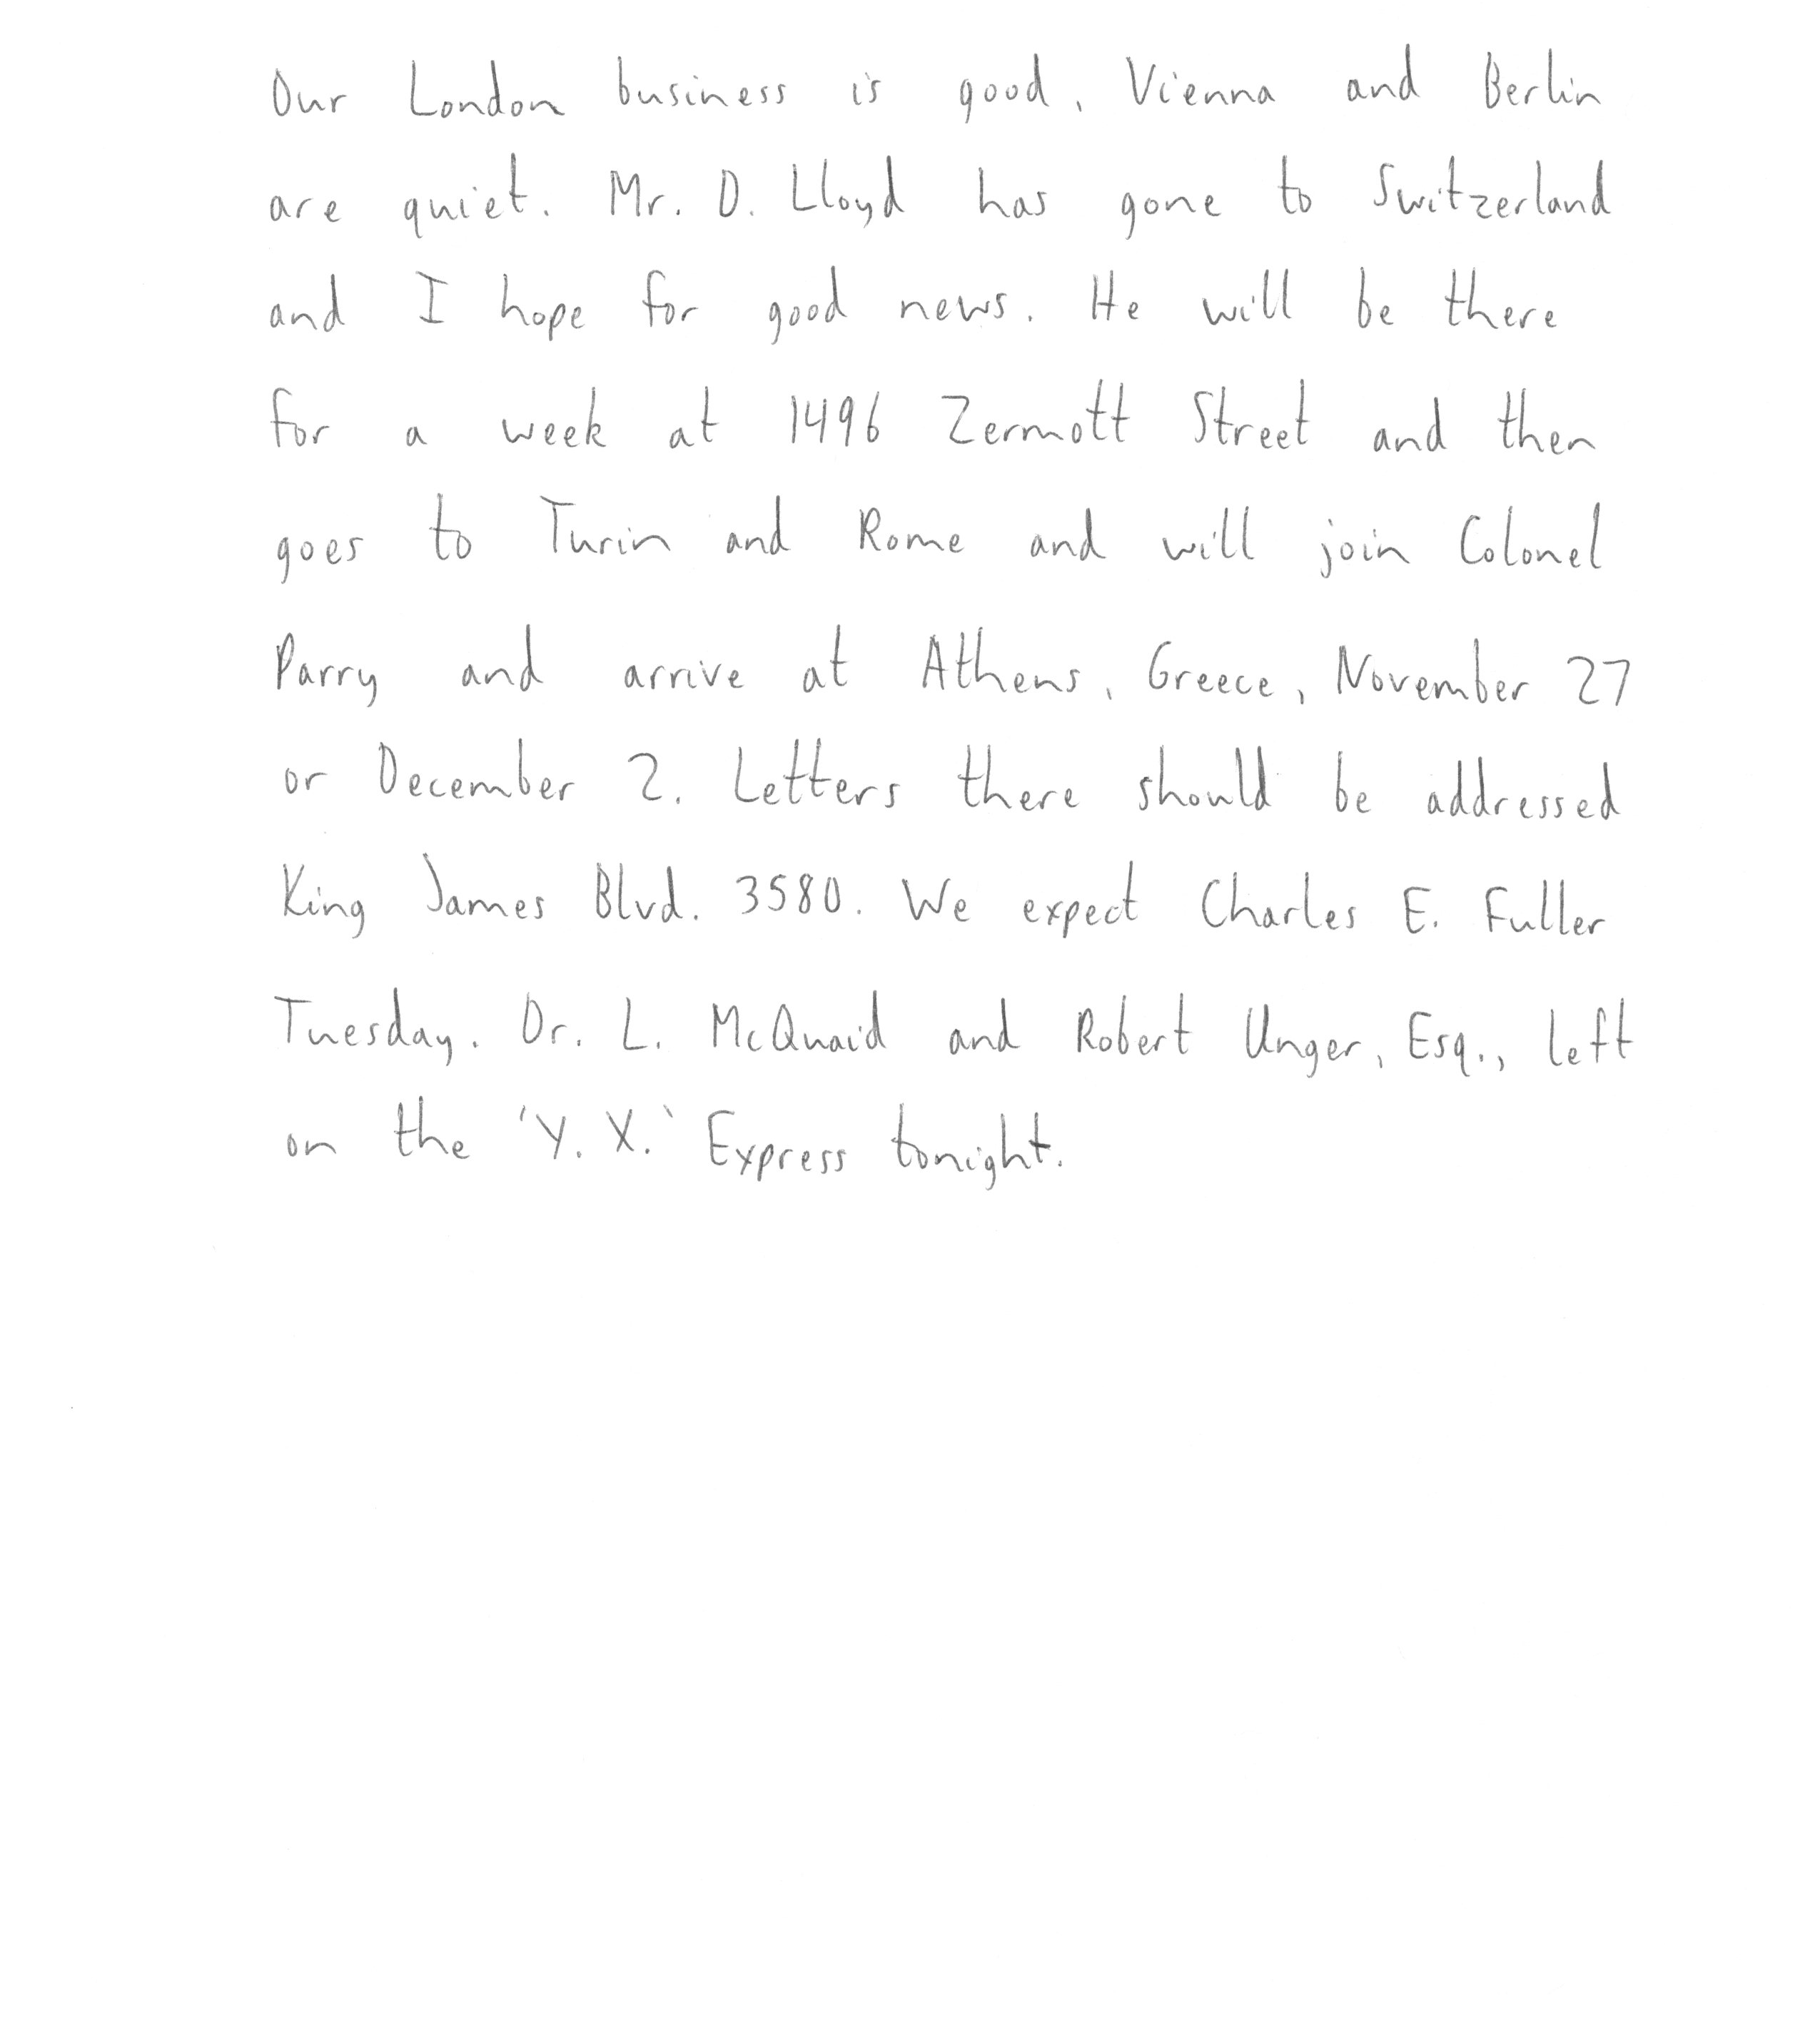 Our London business is good, Vienna and Berlin
are quiet. Mr. D. Lloyd has gone to Switzerland
and I hope for good news. He will be there
for a week at 1496 Zermott Street and then
goes to Turin and Rome and will join Colonel
Parry and arrive at Athens, Greece, November 27
or December 2. Letters there should be addressed
King James Blvd. 3580. We expect Charles E. Fuller
Tuesday. Dr. L. McQuaid and Robert Unger, Esq., left
on the 'Y. X.' Express tonight.